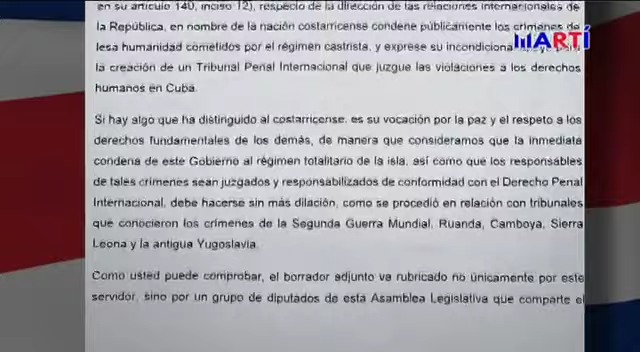 MARTÍ
en su artículo 140, inciso 12), respecto de la dirección de las relaciones internacionales de
la República, en nombre de la nación costarricense condene públicamente los crímenes de
lesa humanidad cometidos por el régimen castrista, y exprese su incondicional
la creación de un Tribunal Penal Internacional que juzgue las violaciones a los derechos
humanos en Cuba.
Si hay algo que ha distinguido al costarricense, es su vocación por la paz y el respeto a los
derechos fundamentales de los demás, de manera que consideramos que la inmediata
condena de este Gobierno al régimen totalitario de la isla, así como que los responsables
de tales crímenes sean juzgados y responsabilizados de conformidad con el Derecho Penal
Internacional, debe hacerse sin más dilación, como se procedió en relación con tribunales
que conocieron los crímenes de la Segunda Guerra Mundial, Ruanda, Camboya, Sierra
Leona y la antigua Yugoslavia.
Como usted puede comprobar, el borrador adjunto va rubricado no únicamente por este
servidor, sino por un grupo de diputados de esta Asamblea Legislativa que comparte el